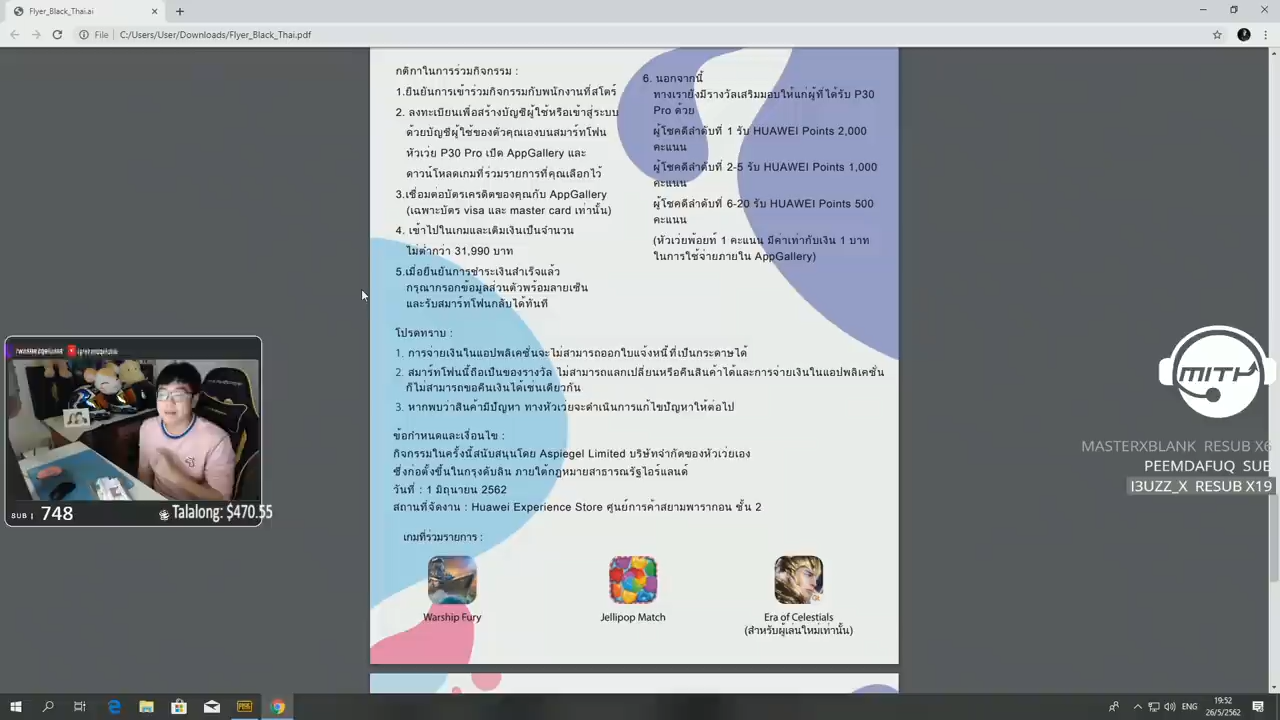 Flyer_Black_Thai.ai
File
C:/Users/User/Downloads/Flyer_Black_Thai.pdf
กติกาในการร่วมกิจกรรม :
1.ยืนยันการเข้าร่วมกิจกรรมกับพนักงานที่สโตร์
2. ลงทะเบียนเพื่อสร้างบัญชีผู้ใช้หรือเข้าสู่ระบบ
ด้วยบัญชีผู้ใช้ของตัวคุณเองบนสมาร์ทโฟน
หัวเว่ย P30 Pro เปิด AppGallery และ
ดาวน์โหลดเกมที่ร่วมรายการที่คุณเลือกไว้
3.เชื่อมต่อบัตรเครดิตของคุณกับ AppGallery
(เฉพาะบัตร visa และ master card เท่านั้น)
4. เข้าไปในเกมและเติมเงินเป็นจำนวน
ไม่ต่ำกว่า 31,990 บาท
5.เมื่อยืนยันการชำระเงินสำเร็จแล้ว
กรุณากรอกข้อมูลส่วนตัวพร้อมลายเซ็น
และรับสมาร์ทโฟนกลับได้ทันที
6. นอกจากนี้
ทางเรายังมีรางวัลเสริมมอบให้แก่ผู้ที่ได้รับ P30
Pro ด้วย
ผู้โชคดีลำดับที่ 1 รับ HUAWEI Points 2,000
คะแนน
ผู้โชคดีลำดับที่ 2-5 รับ HUAWEI Points 1,000
คะแนน
ผู้โชคดีลำดับที่ 6-20 รับ HUAWEI Points 500
คะแนน
(หัวเว่ยพ้อยท์ 1 คะแนน มีค่าเท่ากับเงิน 1 บาท
ในการใช้จ่ายภายใน AppGallery)
โปรดทราบ :
1. การจ่ายเงินในแอปพลิเคชั่นจะไม่สามารถออกใบแจ้งหนี้ที่เป็นกระดาษได้
2. สมาร์ทโฟนนี้ถือเป็นของรางวัล ไม่สามารถแลกเปลี่ยนหรือคืนสินค้าได้และการจ่ายเงินในแอปพลิเคชั่น
ก็ไม่สามารถขอคืนเงินได้เช่นเดียวกัน
3. หากพบว่าสินค้ามีปัญหา ทางหัวเว่ยจะดำเนินการแก้ไขปัญหาให้ต่อไป
ข้อกำหนดและเงื่อนไข :
กิจกรรมในครั้งนี้สนับสนุนโดย Aspiegel Limited บริษัทจำกัดของหัวเว่ยเอง
ซึ่งก่อตั้งขึ้นในกรุงดับลิน ภายใต้กฎหมายสาธารณรัฐไอร์แลนด์
วันที่ : 1 มิถุนายน 2562
สถานที่จัดงาน : Huawei Experience Store ศูนย์การค้าสยามพารากอน ชั้น 2
เกมที่ร่วมรายการ :
Warship Fury
Jellipop Match
Era of Celestials
(สำหรับผู้เล่นใหม่เท่านั้น)
SUB | 748
Talalong: $470.55
MITH
MASTERXBLANK RESUB X6
PEEMDAFUQ SUB
I3UZZ_X RESUB X19
ENG
19:52
26/5/2562